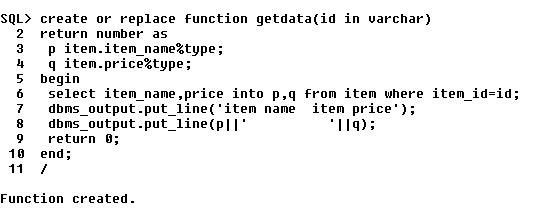 SQL> create or replace function getdata(id in varchar)
  2  return number as
  3   p item.item_name%type;
  4   q item.price%type;
  5  begin
  6   select item_name,price into p,q from item where item_id=id;
  7   dbms_output.put_line('item name  item price');
  8   dbms_output.put_line(p||'          '||q);
  9   return 0;
 10  end;
 11  /
Function created.